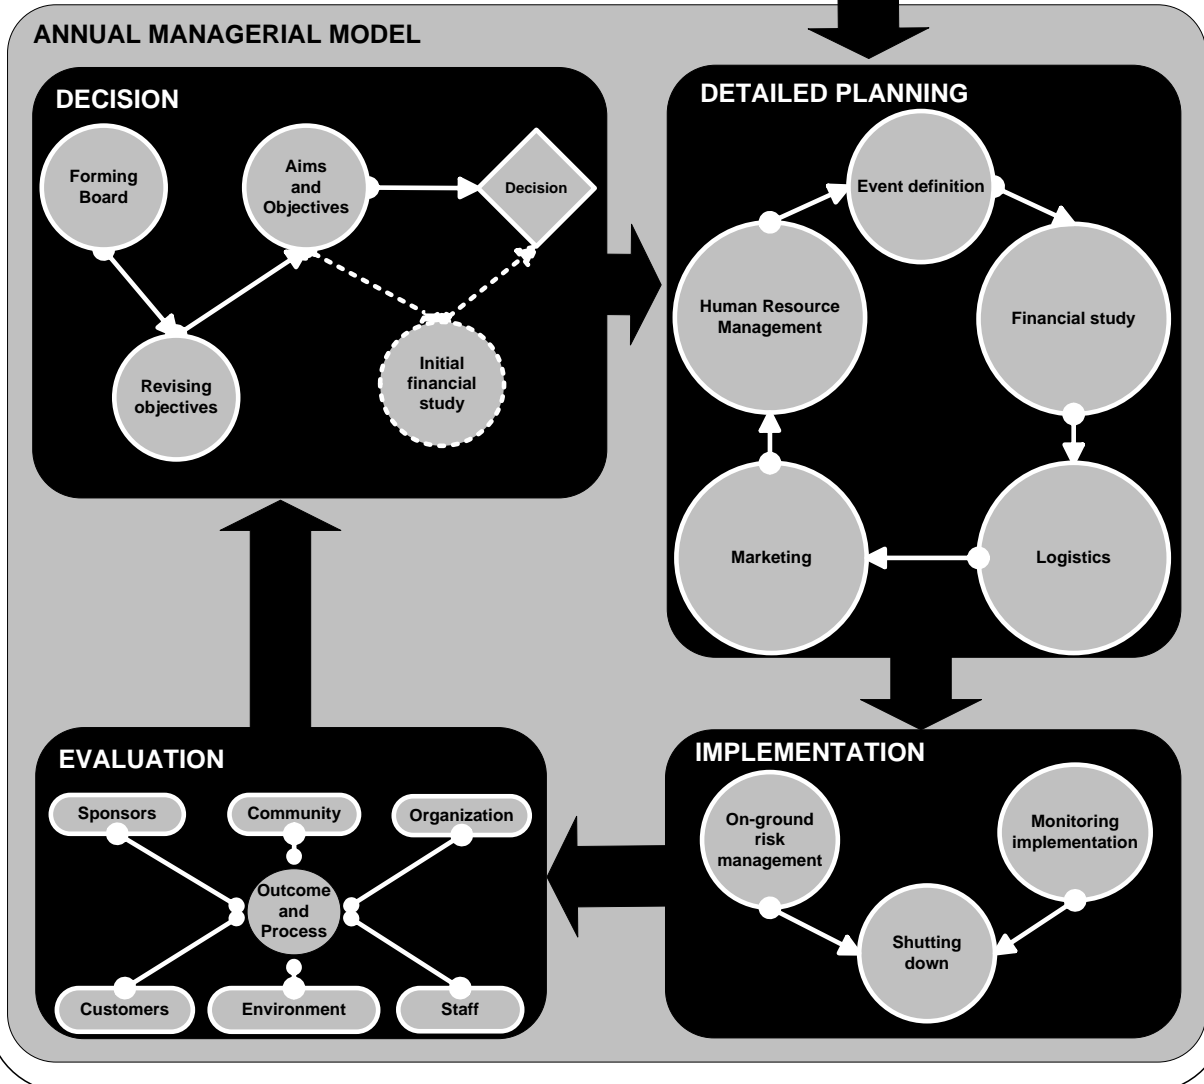 ANNUAL MANAGERIAL MODEL
DECISION
Forming
Board
Aims
and
Objectives
Decision
Revising
objectives
Initial
financial
study
DETAILED PLANNING
Event definition
Human Resource
Management
Financial study
Marketing
Logistics
EVALUATION
Sponsors
Community
Organization
Outcome
and
Process
Customers
Environment
Staff
IMPLEMENTATION
On-ground
risk
management
Monitoring
implementation
Shutting
down